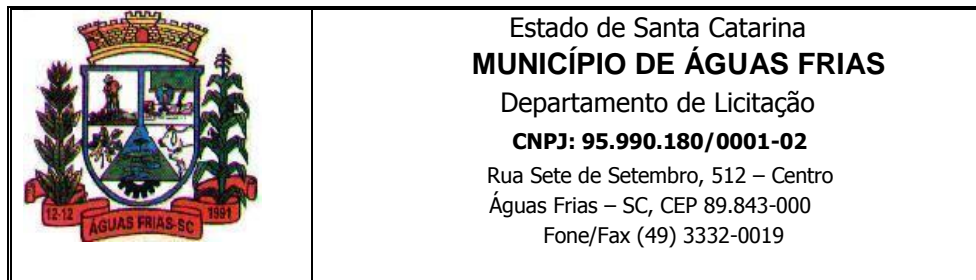 Estado de Santa Catarina
MUNICÍPIO DE ÁGUAS FRIAS
Departamento de Licitação
CNPJ: 95.990.180/0001-02
Rua Sete de Setembro, 512 – Centro
Águas Frias – SC, CEP 89.843-000
Fone/Fax (49) 3332-0019
12-12
1991
ÁGUAS FRIAS-SC